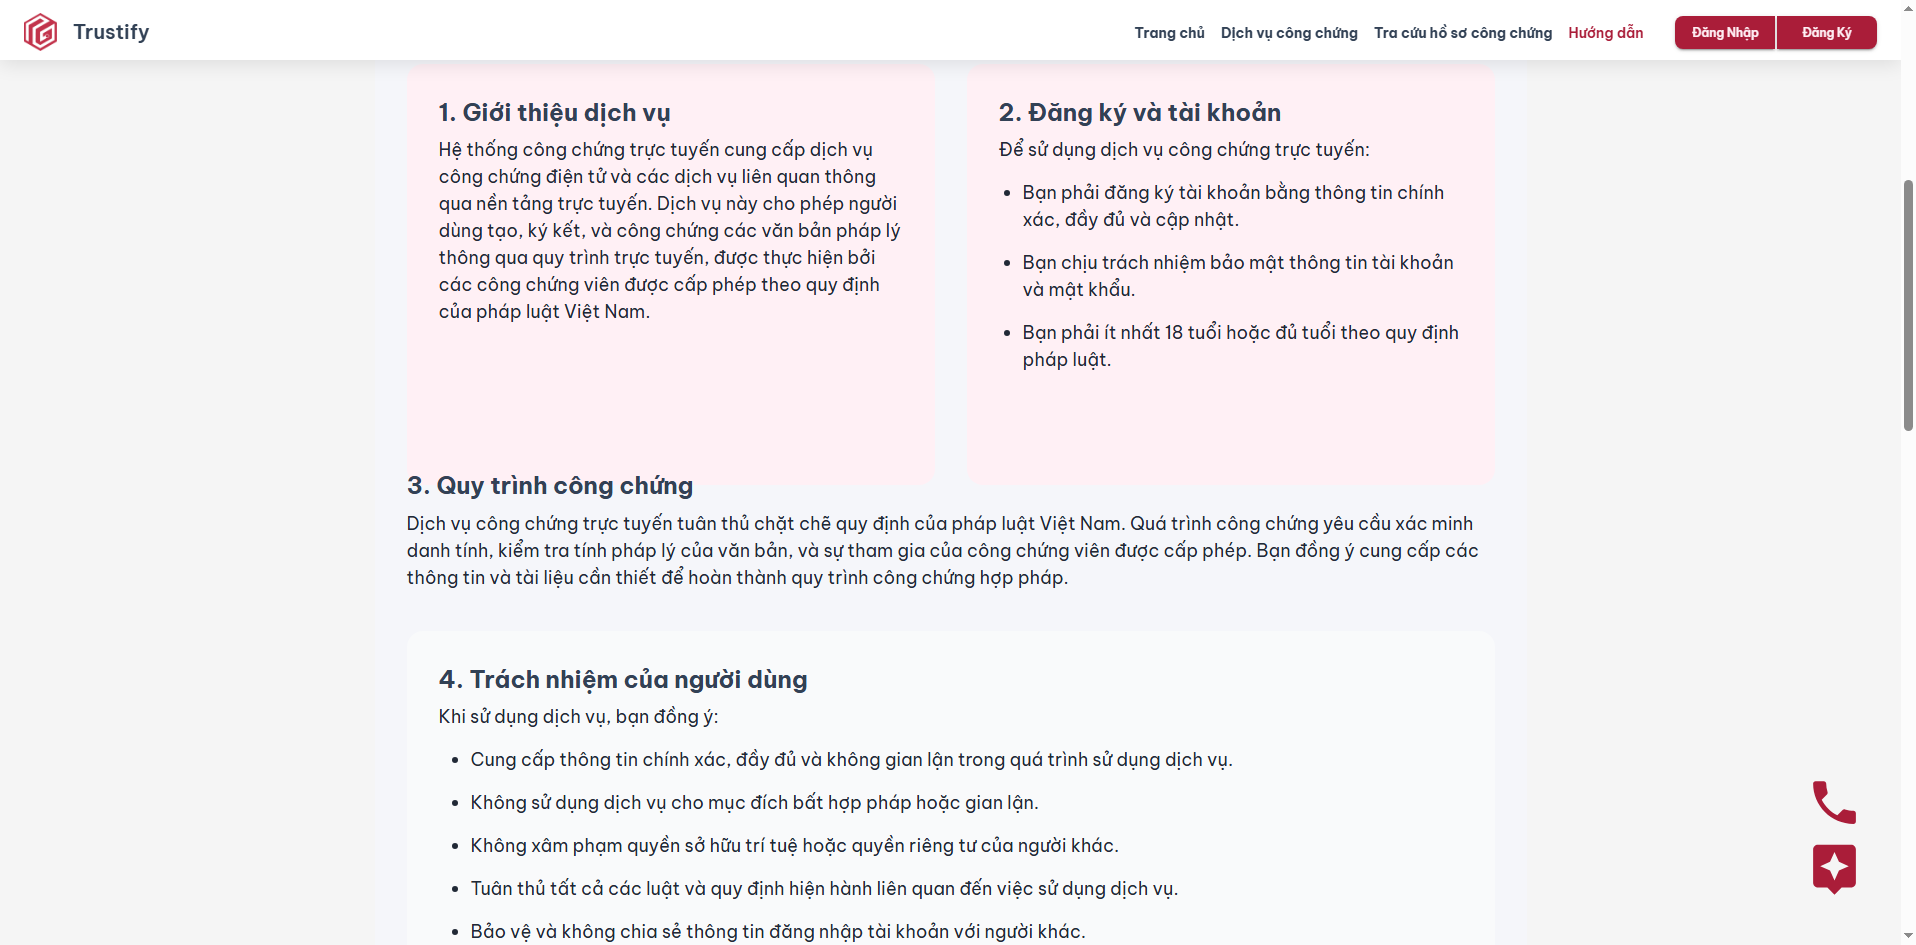 Trustify
Trang chủ
Dịch vụ công chứng
Tra cứu hồ sơ công chứng
Hướng dẫn
Đăng Nhập
Đăng Ký
1. Giới thiệu dịch vụ
Hệ thống công chứng trực tuyến cung cấp dịch vụ
công chứng điện tử và các dịch vụ liên quan thông
qua nền tảng trực tuyến. Dịch vụ này cho phép người
dùng tạo, ký kết, và công chứng các văn bản pháp lý
thông qua quy trình trực tuyến, được thực hiện bởi
các công chứng viên được cấp phép theo quy định
của pháp luật Việt Nam.
2. Đăng ký và tài khoản
Để sử dụng dịch vụ công chứng trực tuyến:
• Bạn phải đăng ký tài khoản bằng thông tin chính
xác, đầy đủ và cập nhật.
• Bạn chịu trách nhiệm bảo mật thông tin tài khoản
và mật khẩu.
• Bạn phải ít nhất 18 tuổi hoặc đủ tuổi theo quy định
pháp luật.
3. Quy trình công chứng
Dịch vụ công chứng trực tuyến tuân thủ chặt chẽ quy định của pháp luật Việt Nam. Quá trình công chứng yêu cầu xác minh
danh tính, kiểm tra tính pháp lý của văn bản, và sự tham gia của công chứng viên được cấp phép. Bạn đồng ý cung cấp các
thông tin và tài liệu cần thiết để hoàn thành quy trình công chứng hợp pháp.
4. Trách nhiệm của người dùng
Khi sử dụng dịch vụ, bạn đồng ý:
• Cung cấp thông tin chính xác, đầy đủ và không gian lận trong quá trình sử dụng dịch vụ.
• Không sử dụng dịch vụ cho mục đích bất hợp pháp hoặc gian lận.
• Không xâm phạm quyền sở hữu trí tuệ hoặc quyền riêng tư của người khác.
• Tuân thủ tất cả các luật và quy định hiện hành liên quan đến việc sử dụng dịch vụ.
• Bảo vệ và không chia sẻ thông tin đăng nhập tài khoản với người khác.